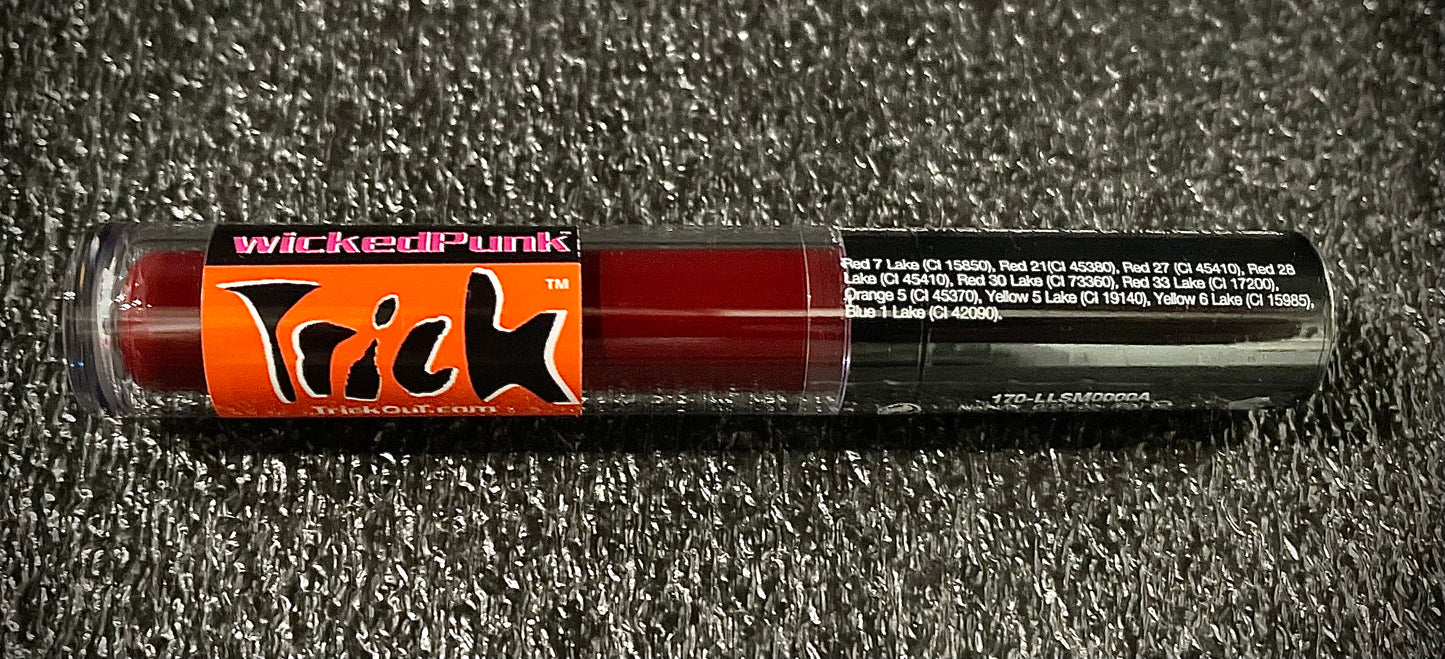 wickedPunk
Trick™
TrickOut.com
Red 7 Lake (CI 15850), Red 21(CI 45380), Red 27 (CI 45410), Red 28
Lake (CI 45410), Red 30 Lake (CI 73360), Red 33 Lake (CI 17200),
Orange 5 (CI 45370), Yellow 5 Lake (CI 19140), Yellow 6 Lake (CI 15985),
Blue 1 Lake (CI 42090).